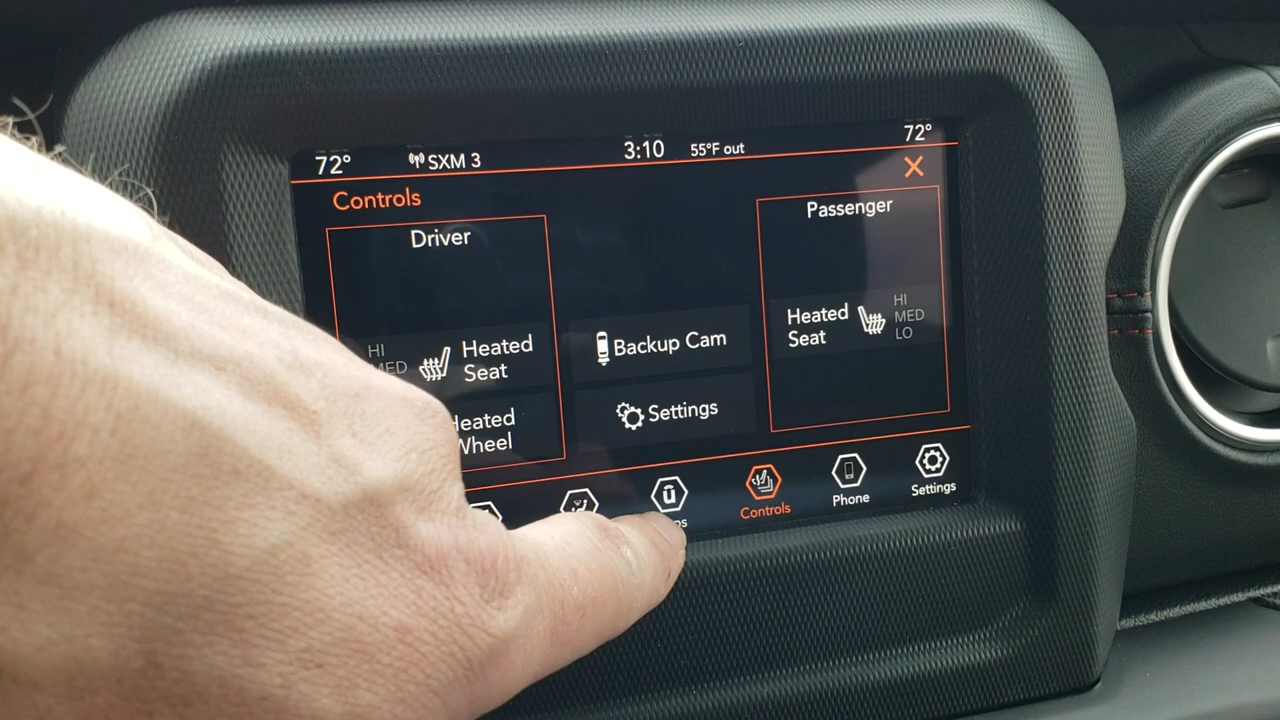 72° SXM 3 3:10 55°F out 72°
Controls
Driver
Passenger
HI
MED
Heated
Seat
Heated
Wheel
Backup Cam
Settings
Heated
Seat
HI
MED
LO
Controls
Phone
Settings